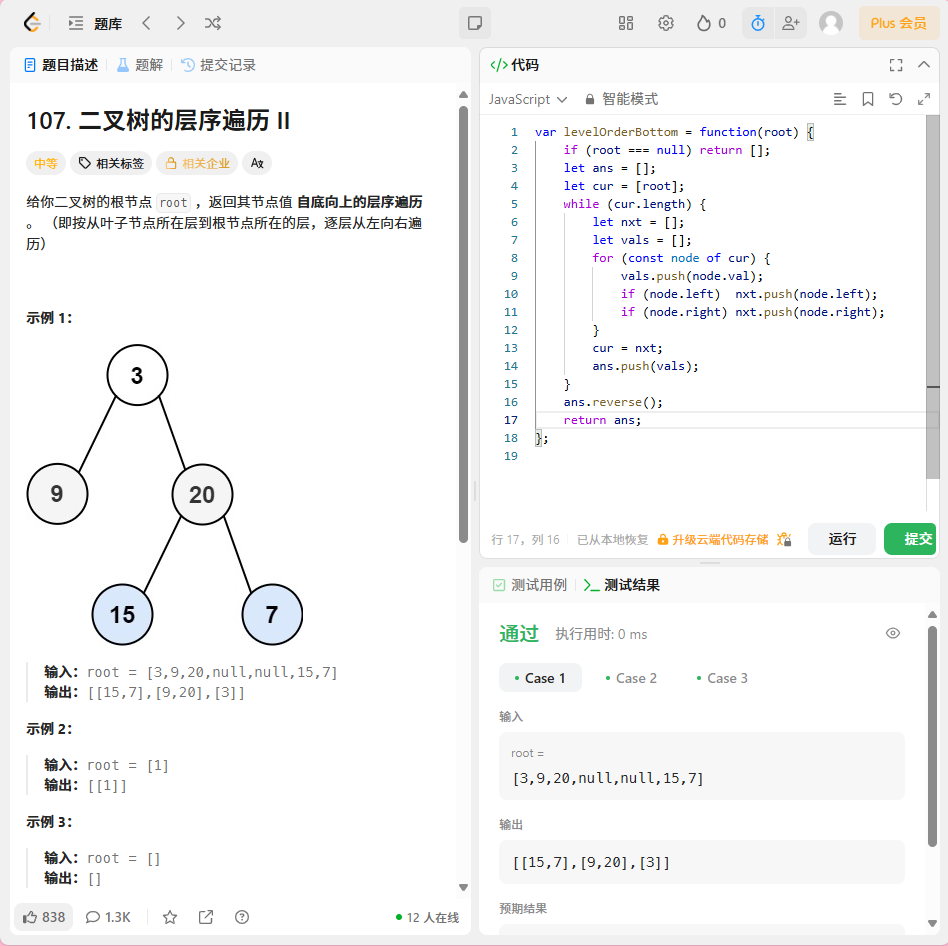 题库
0
Plus 会员
题目描述
题解
提交记录
107. 二叉树的层序遍历 II
中等
相关标签
相关企业
给你二叉树的根节点 root ，返回其节点值 自底向上的层序遍历
。 （即按从叶子节点所在层到根节点所在的层，逐层从左向右遍
历）
示例 1：
3
9
20
15
7
输入：root = [3,9,20,null,null,15,7]
输出：[[15,7],[9,20],[3]]
示例 2：
输入：root = [1]
输出：[[1]]
示例 3：
输入：root = []
输出：[]
838
1.3K
12 人在线
</> 代码
JavaScript
智能模式
1 var levelOrderBottom = function(root) {
2 if (root === null) return [];
3 let ans = [];
4 let cur = [root];
5 while (cur.length) {
6 let nxt = [];
7 let vals = [];
8 for (const node of cur) {
9 vals.push(node.val);
10 if (node.left)  nxt.push(node.left);
11 if (node.right) nxt.push(node.right);
12 }
13 cur = nxt;
14 ans.push(vals);
15 }
16 ans.reverse();
17 return ans;
18 };
19
行 17，列 16
已从本地恢复
升级云端代码存储
运行
提交
测试用例
测试结果
通过
执行用时: 0 ms
Case 1
Case 2
Case 3
输入
root =
[3,9,20,null,null,15,7]
输出
[[15,7],[9,20],[3]]
预期结果